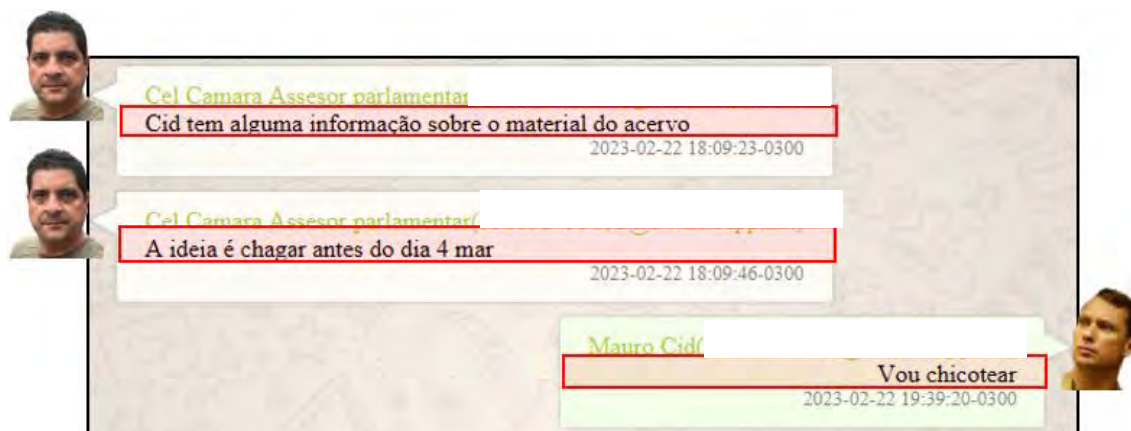 Cel Camara Assesor parlamentar
Cid tem alguma informação sobre o material do acervo
2023-02-22 18:09:23-0300
Cel Camara Assesor parlamentar(
A ideia é chagar antes do dia 4 mar
2023-02-22 18:09:46-0300
Mauro Cid(
Vou chicotear
2023-02-22 19:39:20-0300